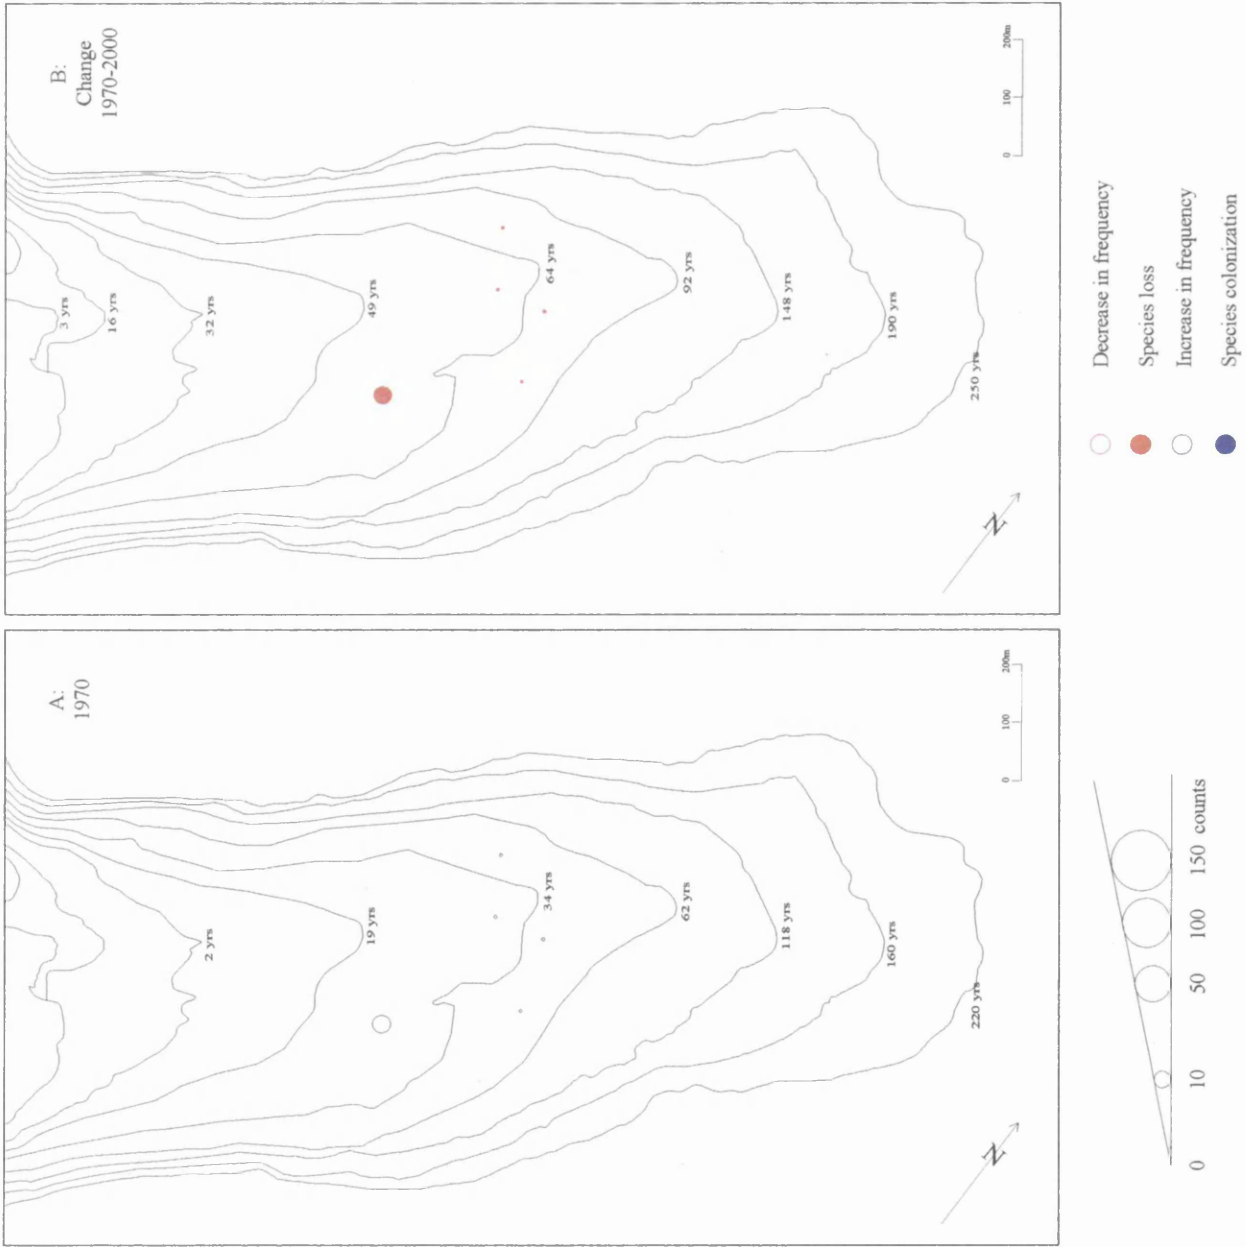 A:
1970
2 yrs
19 yrs
34 yrs
62 yrs
118 yrs
160 yrs
220 yrs
N
0 100 200m
B:
Change
1970-2000
3 yrs
16 yrs
32 yrs
49 yrs
64 yrs
92 yrs
148 yrs
190 yrs
250 yrs
N
0 100 200m
0 10 50 100 150 counts
Decrease in frequency
Species loss
Increase in frequency
Species colonization